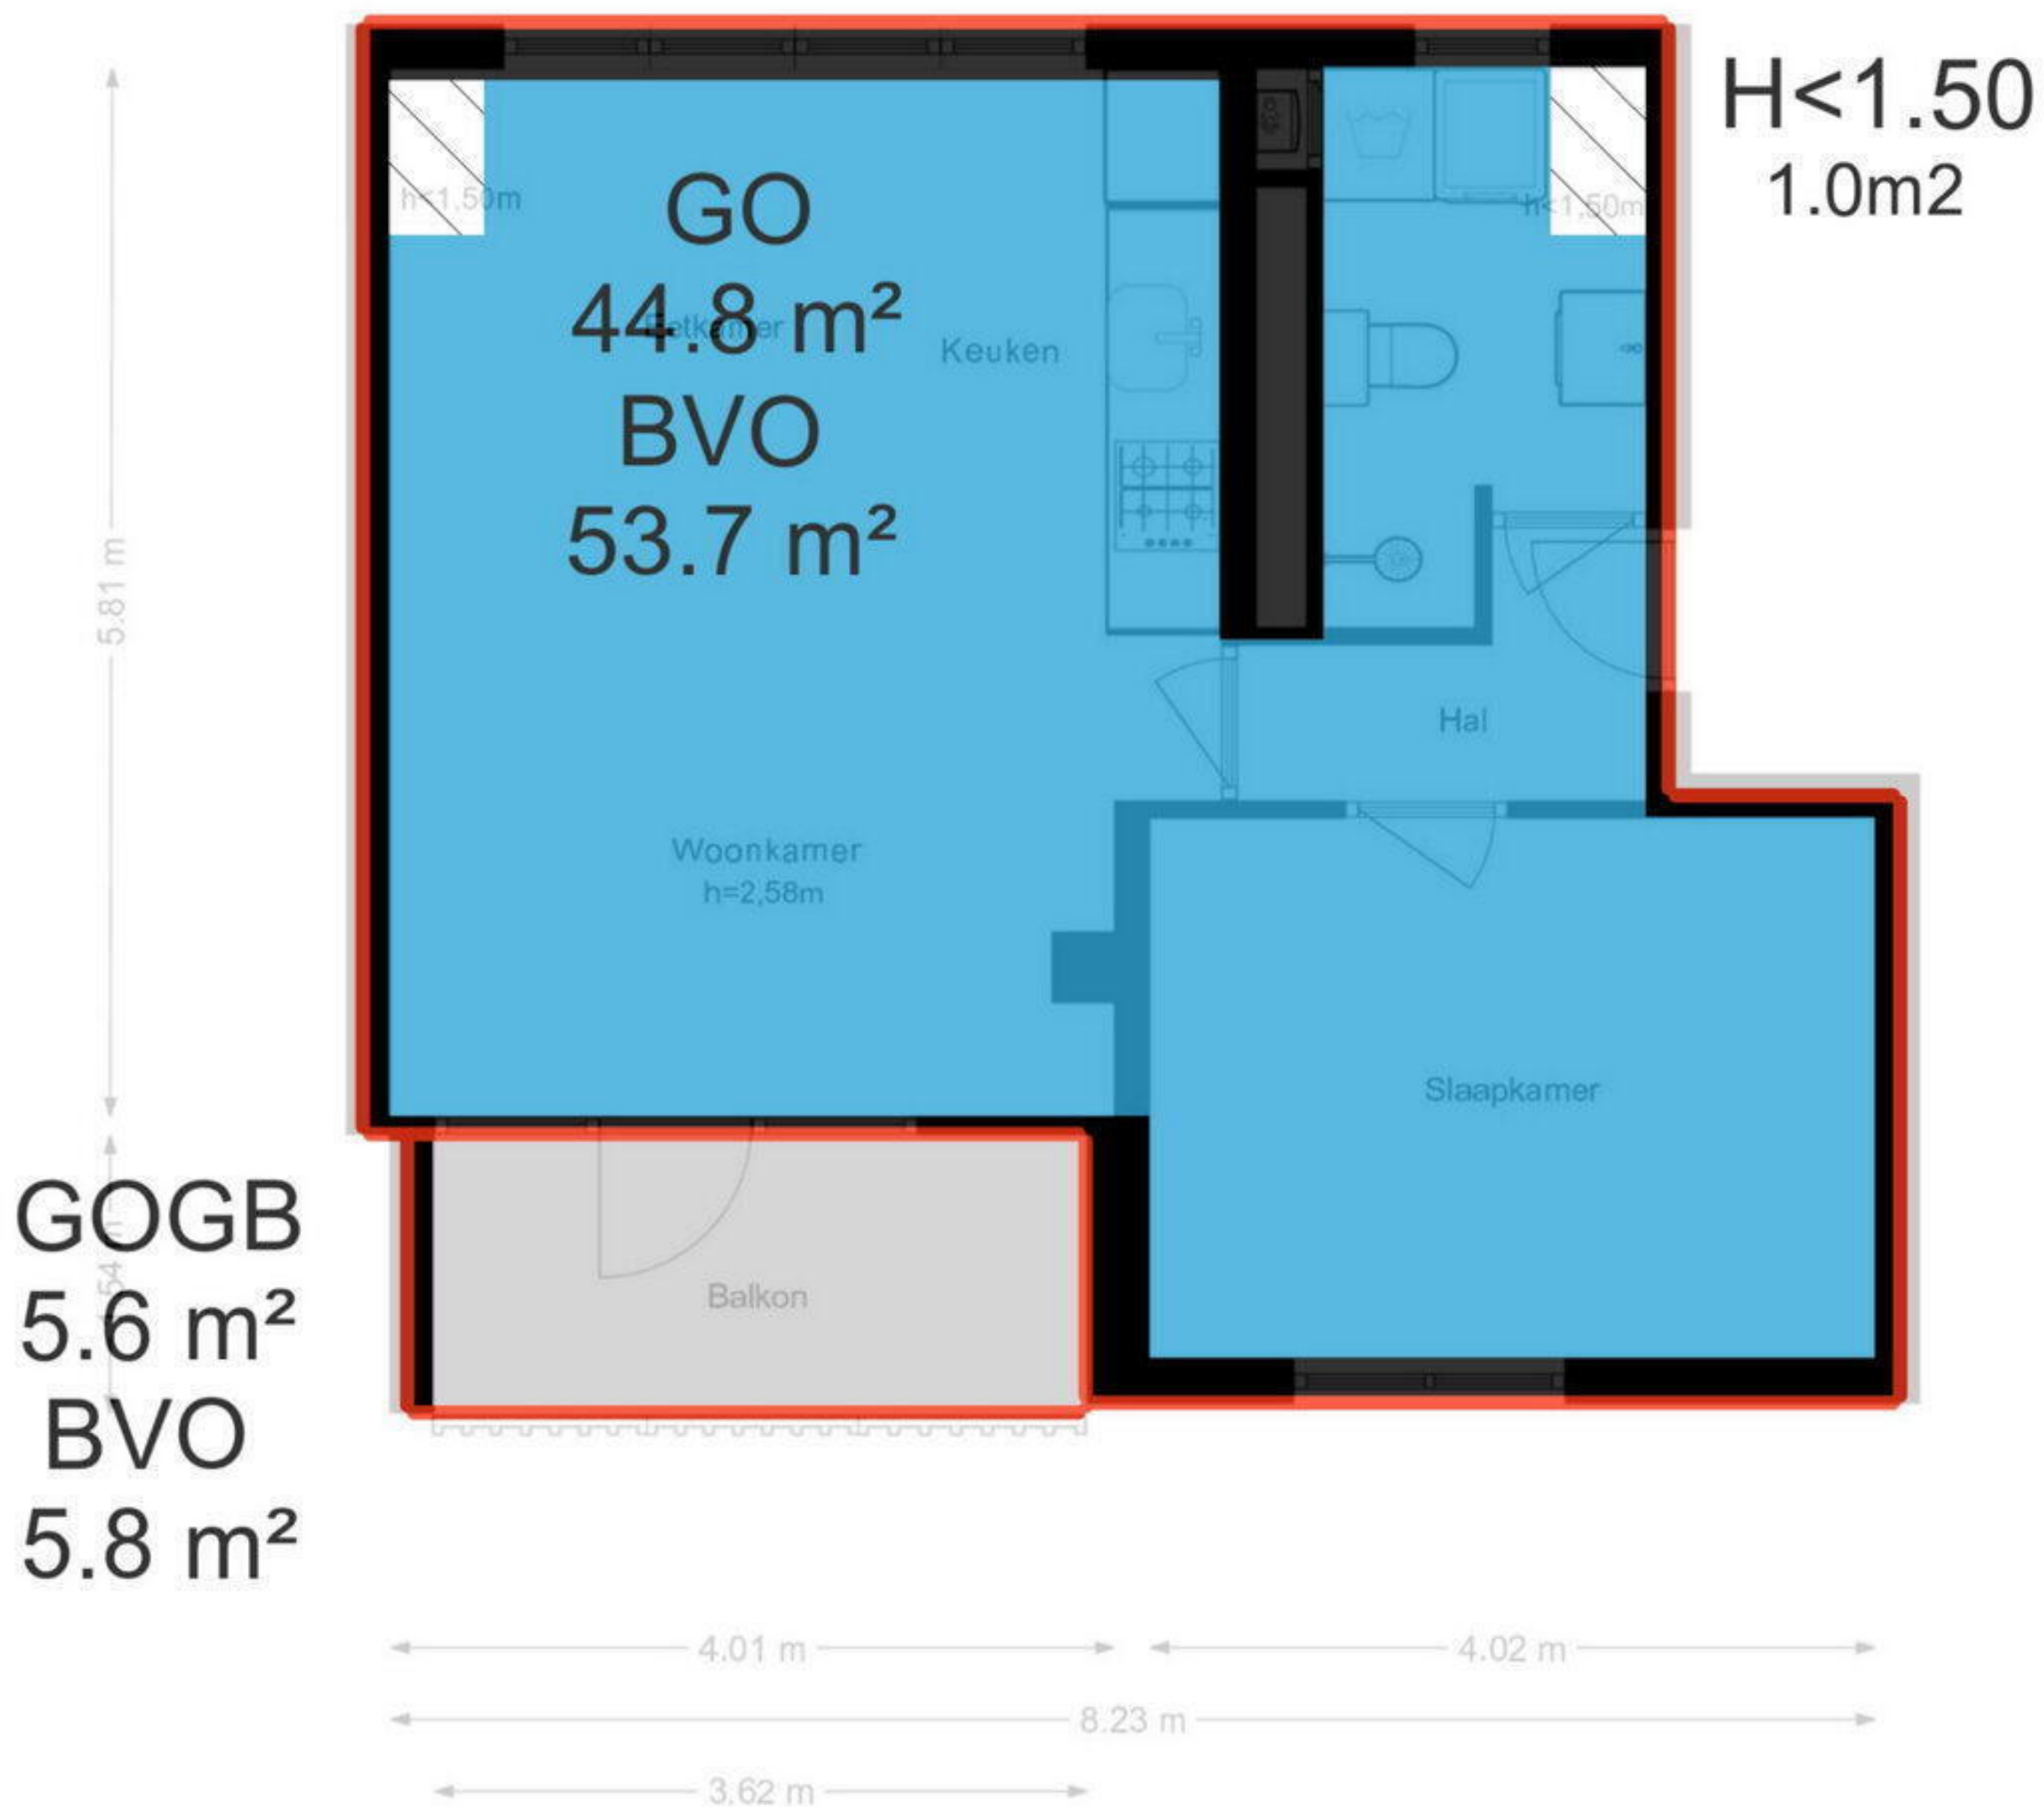 H<1.50
1.0m2
h<1.50m
h<1,50m
GO
44.8 m²
Eetkamer
Keuken
BVO
53.7 m²
5.81 m
Hal
Woonkamer
h=2,58m
Slaapkamer
GOGB
5.6 m²
BVO
5.8 m²
Balkon
4.01 m
4.02 m
8.23 m
3.62 m